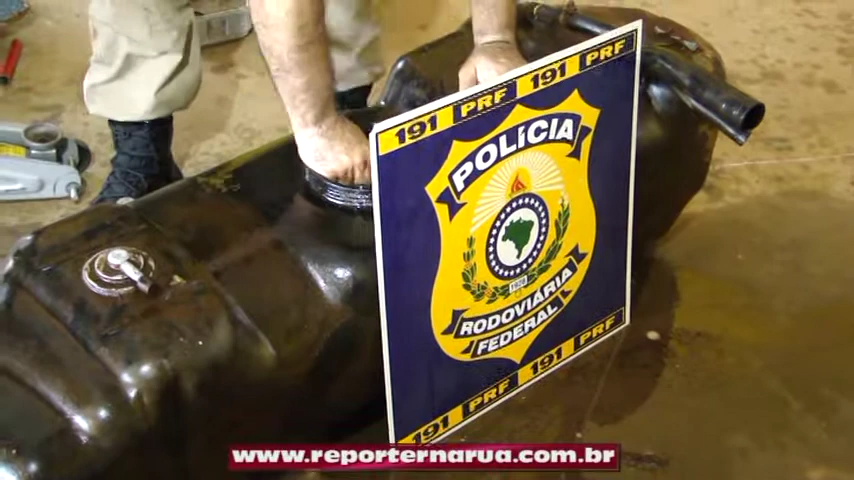 191 PRF 191 PRF
POLÍCIA
1928
RODOVIÁRIA
FEDERAL
191 PRF 191 PRF
www.reporternarua.com.br